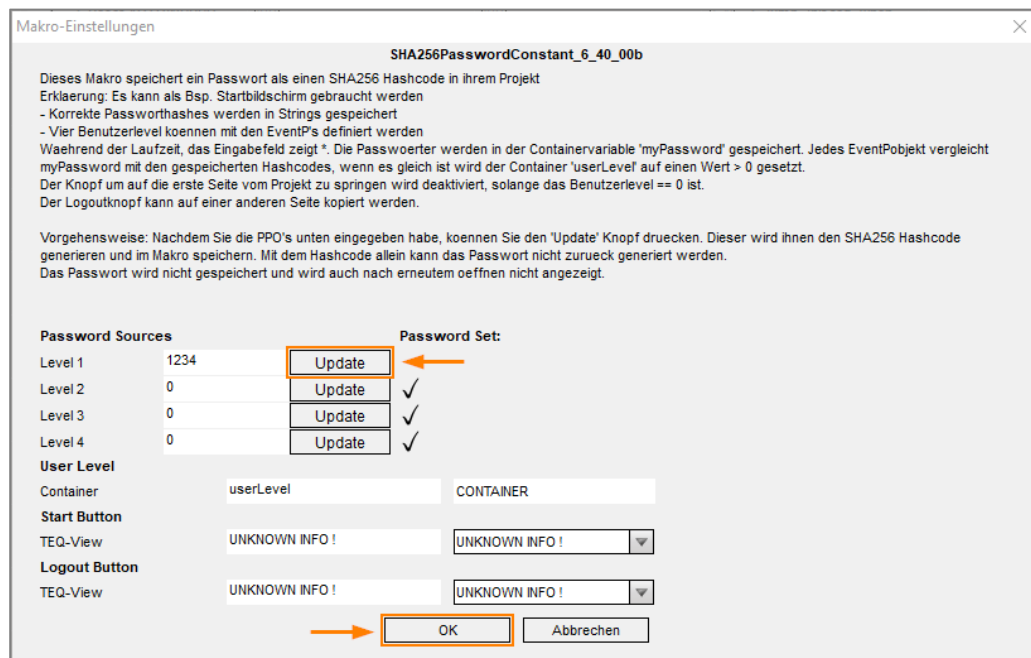 Makro-Einstellungen
SHA256PasswordConstant_6_40_00b
Dieses Makro speichert ein Passwort als einen SHA256 Hashcode in ihrem Projekt
Erklaerung: Es kann als Bsp. Startbildschirm gebraucht werden
- Korrekte Passworthashes werden in Strings gespeichert
- Vier Benutzerlevel koennen mit den EventP's definiert werden
Waehrend der Laufzeit, das Eingabefeld zeigt *. Die Passwoerter werden in der Containervariable 'myPassword' gespeichert. Jedes EventPobjekt vergleicht
myPassword mit den gespeicherten Hashcodes, wenn es gleich ist wird der Container 'userLevel' auf einen Wert > 0 gesetzt.
Der Knopf um auf die erste Seite vom Projekt zu springen wird deaktiviert, solange das Benutzerlevel == 0 ist.
Der Logoutknopf kann auf einer anderen Seite kopiert werden.
Vorgehensweise: Nachdem Sie die PPO's unten eingegeben habe, koennen Sie den 'Update' Knopf druecken. Dieser wird ihnen den SHA256 Hashcode
generieren und im Makro speichern. Mit dem Hashcode allein kann das Passwort nicht zurueck generiert werden.
Das Passwort wird nicht gespeichert und wird auch nach erneutem oeffnen nicht angezeigt.
Password Sources Password Set:
Level 1 1234 Update
Level 2 0 Update ✓
Level 3 0 Update ✓
Level 4 0 Update ✓
User Level
Container userLevel CONTAINER
Start Button
TEQ-View UNKNOWN INFO ! UNKNOWN INFO !
Logout Button
TEQ-View UNKNOWN INFO ! UNKNOWN INFO !
OK Abbrechen